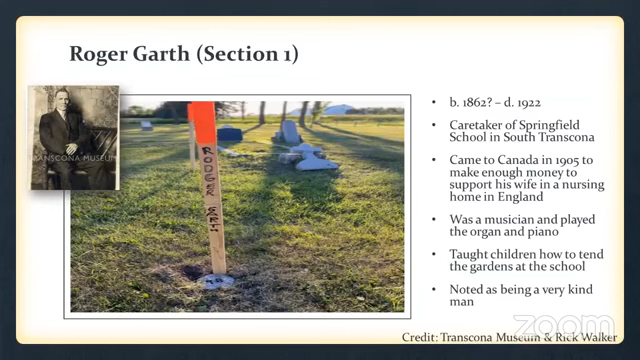 Roger Garth (Section 1)
TRANSCONA MUSEUM
RODGER
GARTH
• b. 1862? – d. 1922
• Caretaker of Springfield
School in South Transcona
• Came to Canada in 1905 to
make enough money to
support his wife in a nursing
home in England
• Was a musician and played
the organ and piano
• Taught children how to tend
the gardens at the school
• Noted as being a very kind
man
zoom
Credit: Transcona Museum & Rick Walker